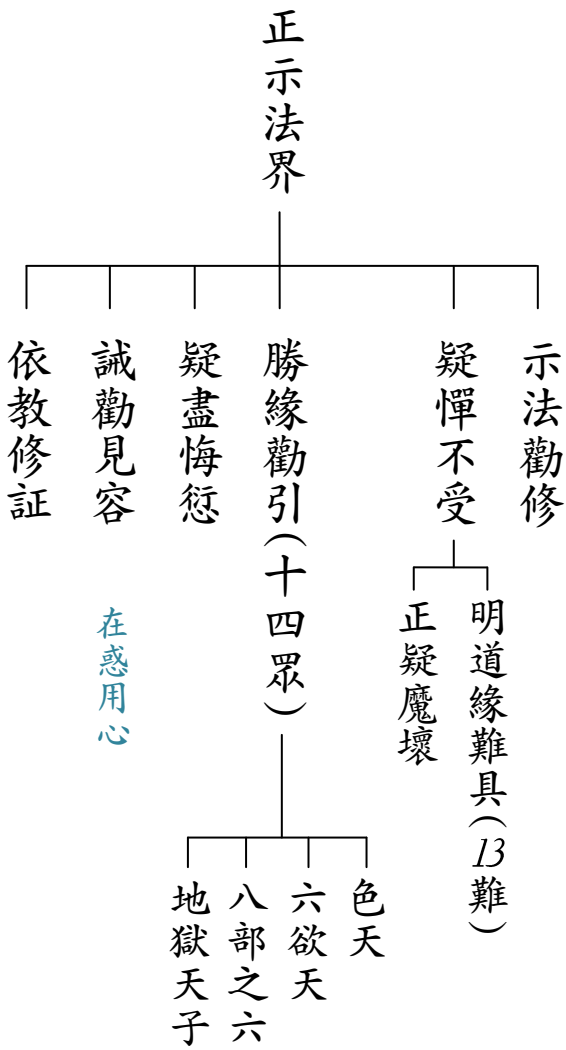 正示法界
示法勸修
疑憚不受
明道緣難具(13難)
正疑魔壞
勝緣勸引(十四眾)
色天
六欲天
八部之六
地獄天子
疑盡悔愆
誡勸見容
在惑用心
依教修証